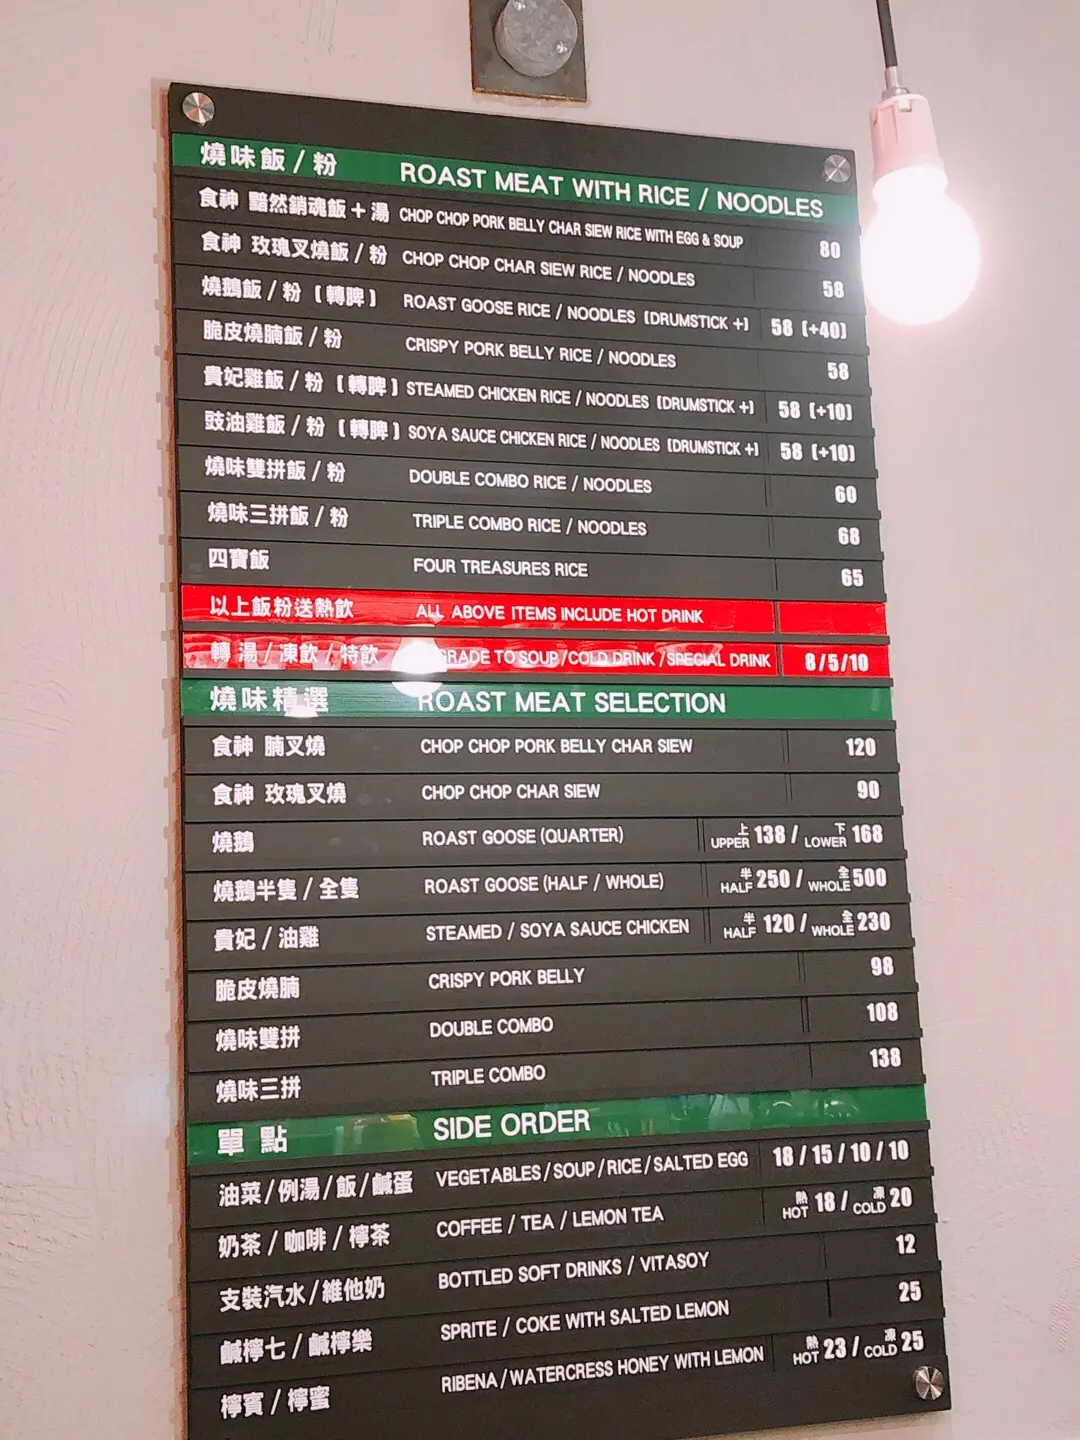 燒味飯 / 粉 ROAST MEAT WITH RICE / NOODLES
食神 黯然銷魂飯 + 湯 CHOP CHOP PORK BELLY CHAR SIEW RICE WITH EGG & SOUP 80
食神 玫瑰叉燒飯 / 粉 CHOP CHOP CHAR SIEW RICE / NOODLES 58
燒鵝飯 / 粉 [轉髀] ROAST GOOSE RICE / NOODLES [DRUMSTICK +] 58 [+40]
脆皮燒腩飯 / 粉 CRISPY PORK BELLY RICE / NOODLES 58
貴妃雞飯 / 粉 [轉髀] STEAMED CHICKEN RICE / NOODLES [DRUMSTICK +] 58 [+10]
豉油雞飯 / 粉 [轉髀] SOYA SAUCE CHICKEN RICE / NOODLES [DRUMSTICK +] 58 [+10]
燒味雙拼飯 / 粉 DOUBLE COMBO RICE / NOODLES 60
燒味三拼飯 / 粉 TRIPLE COMBO RICE / NOODLES 68
四寶飯 FOUR TREASURES RICE 65
以上飯粉送熱飲 ALL ABOVE ITEMS INCLUDE HOT DRINK
轉 湯 / 凍飲 / 特飲 TO SOUP / COLD DRINK / SPECIAL DRINK 8 / 5 / 10
燒味精選 ROAST MEAT SELECTION
食神 腩叉燒 CHOP CHOP PORK BELLY CHAR SIEW 120
食神 玫瑰叉燒 CHOP CHOP CHAR SIEW 90
燒鵝 ROAST GOOSE (QUARTER) 上 UPPER 138 / 下 LOWER 168
燒鵝半隻 / 全隻 ROAST GOOSE (HALF / WHOLE) 半 HALF 250 / 全 WHOLE 500
貴妃 / 油雞 STEAMED / SOYA SAUCE CHICKEN 半 HALF 120 / 全 WHOLE 230
脆皮燒腩 CRISPY PORK BELLY 98
燒味雙拼 DOUBLE COMBO 108
燒味三拼 TRIPLE COMBO 138
單 點 SIDE ORDER
油菜 / 例湯 / 飯 / 鹹蛋 VEGETABLES / SOUP / RICE / SALTED EGG 18 / 15 / 10 / 10
奶茶 / 咖啡 / 檸茶 COFFEE / TEA / LEMON TEA 熱 HOT 18 / 凍 COLD 20
支裝汽水 / 維他奶 BOTTLED SOFT DRINKS / VITASOY 12
鹹檸七 / 鹹檸樂 SPRITE / COKE WITH SALTED LEMON 25
檸賓 / 檸蜜 RIBENA / WATERCRESS HONEY WITH LEMON 熱 HOT 23 / 凍 COLD 25